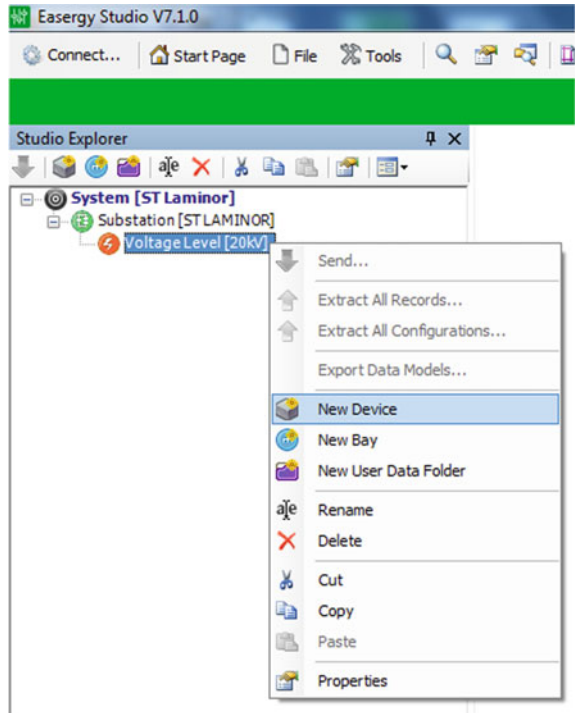 Easergy Studio V7.1.0
Connect... Start Page File Tools
Studio Explorer
aĮe
System [ST Laminor]
Substation [ST LAMINOR]
Voltage Level [20kV]
Send...
Extract All Records...
Extract All Configurations...
Export Data Models...
New Device
New Bay
New User Data Folder
aĮe Rename
Delete
Cut
Copy
Paste
Properties